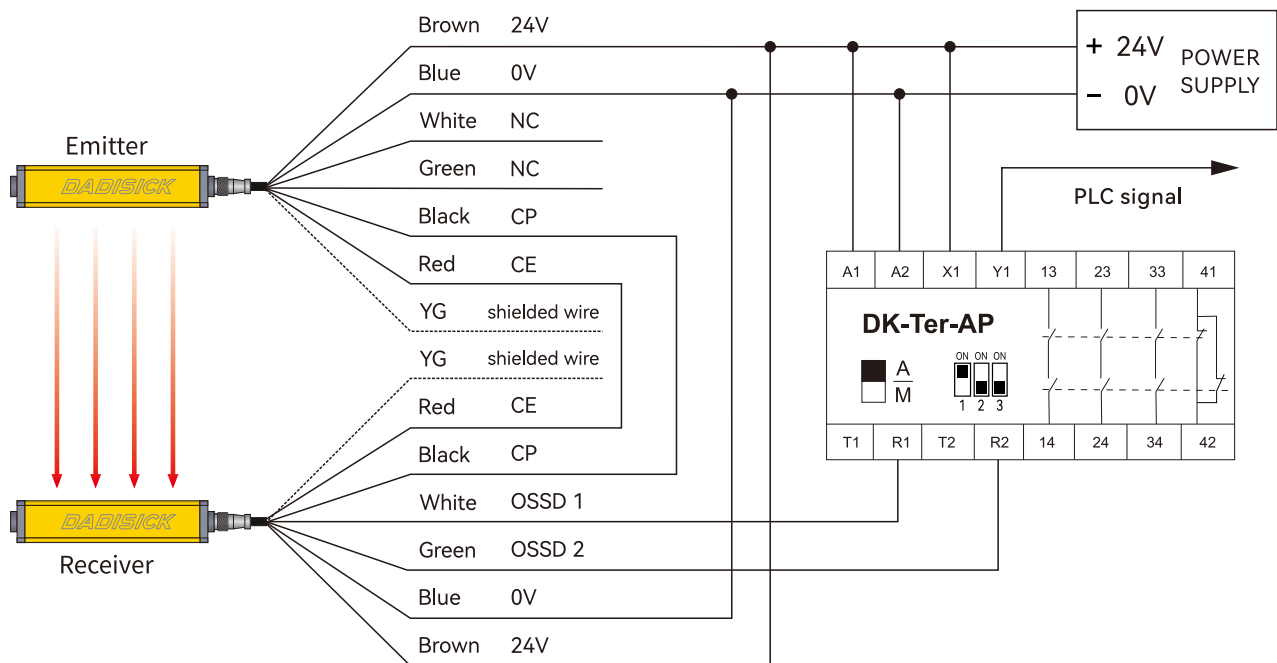 Brown 24V
Blue 0V
White NC
Green NC
Black CP
Red CE
YG shielded wire
YG shielded wire
Red CE
Black CP
White OSSD 1
Green OSSD 2
Blue 0V
Brown 24V
Emitter
DADISICK
DADISICK
Receiver
+ 24V
- 0V
POWER
SUPPLY
PLC signal
A1 A2 X1 Y1 13 23 33 41
DK-Ter-AP
A
M
ON ON ON
1 2 3
T1 R1 T2 R2 14 24 34 42